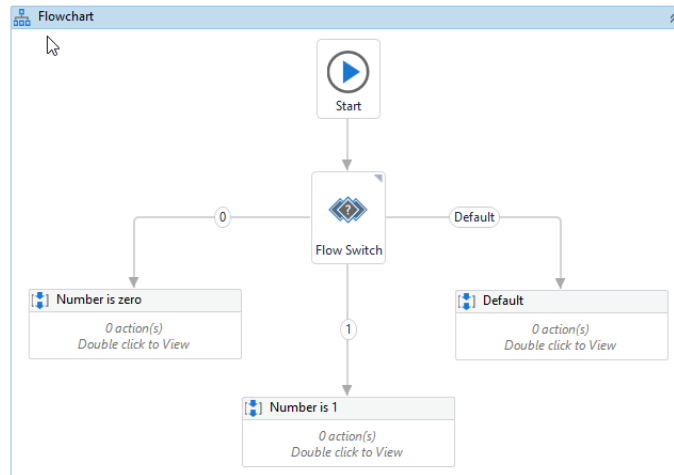 Flowchart
Start
Flow Switch
0
Default
1
Number is zero
0 action(s)
Double click to View
Default
0 action(s)
Double click to View
Number is 1
0 action(s)
Double click to View